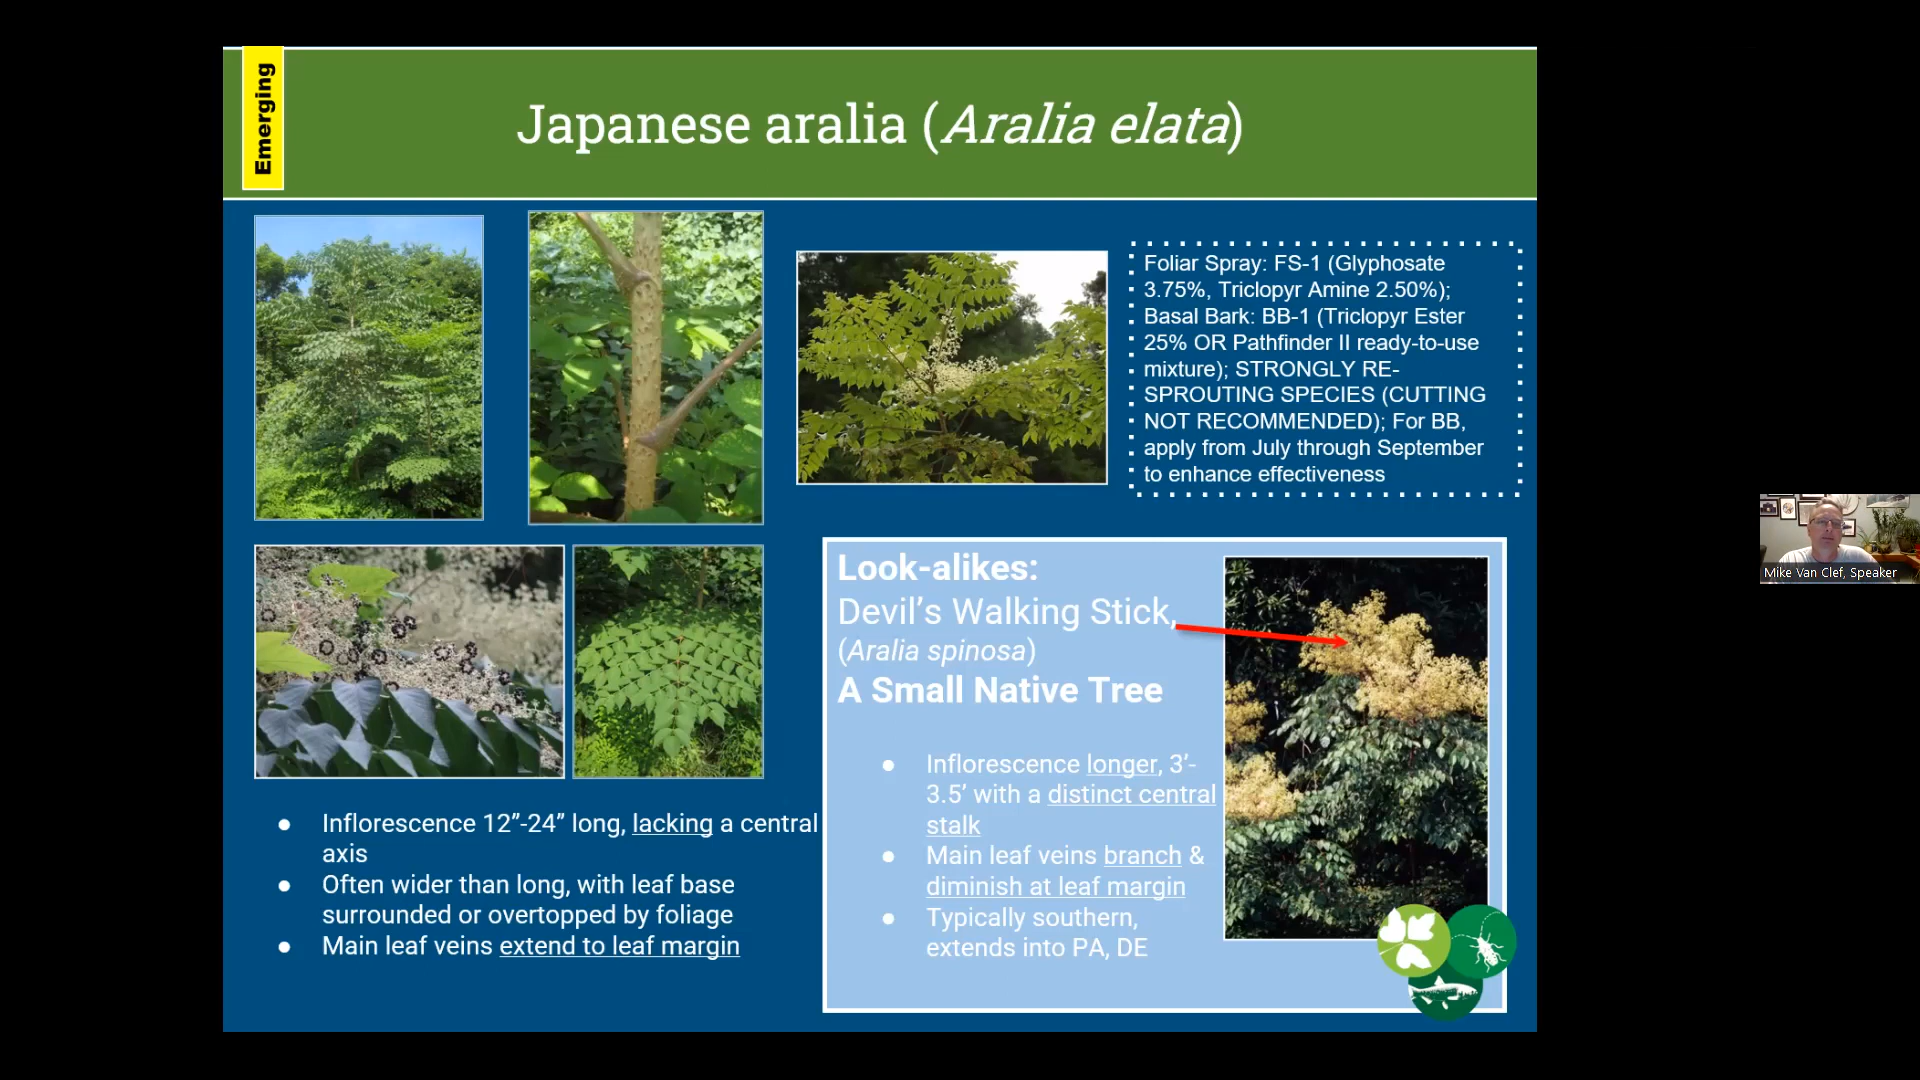 Emerging
Japanese aralia (Aralia elata)
Foliar Spray: FS-1 (Glyphosate
3.75%, Triclopyr Amine 2.50%);
Basal Bark: BB-1 (Triclopyr Ester
25% OR Pathfinder II ready-to-use
mixture); STRONGLY RE-
SPROUTING SPECIES (CUTTING
NOT RECOMMENDED); For BB,
apply from July through September
to enhance effectiveness
● Inflorescence 12”-24” long, lacking a central
axis
● Often wider than long, with leaf base
surrounded or overtopped by foliage
● Main leaf veins extend to leaf margin
Look-alikes:
Devil’s Walking Stick,
(Aralia spinosa)
A Small Native Tree
● Inflorescence longer, 3’-
3.5’ with a distinct central
stalk
● Main leaf veins branch &
diminish at leaf margin
● Typically southern,
extends into PA, DE
Mike Van Clef, Speaker